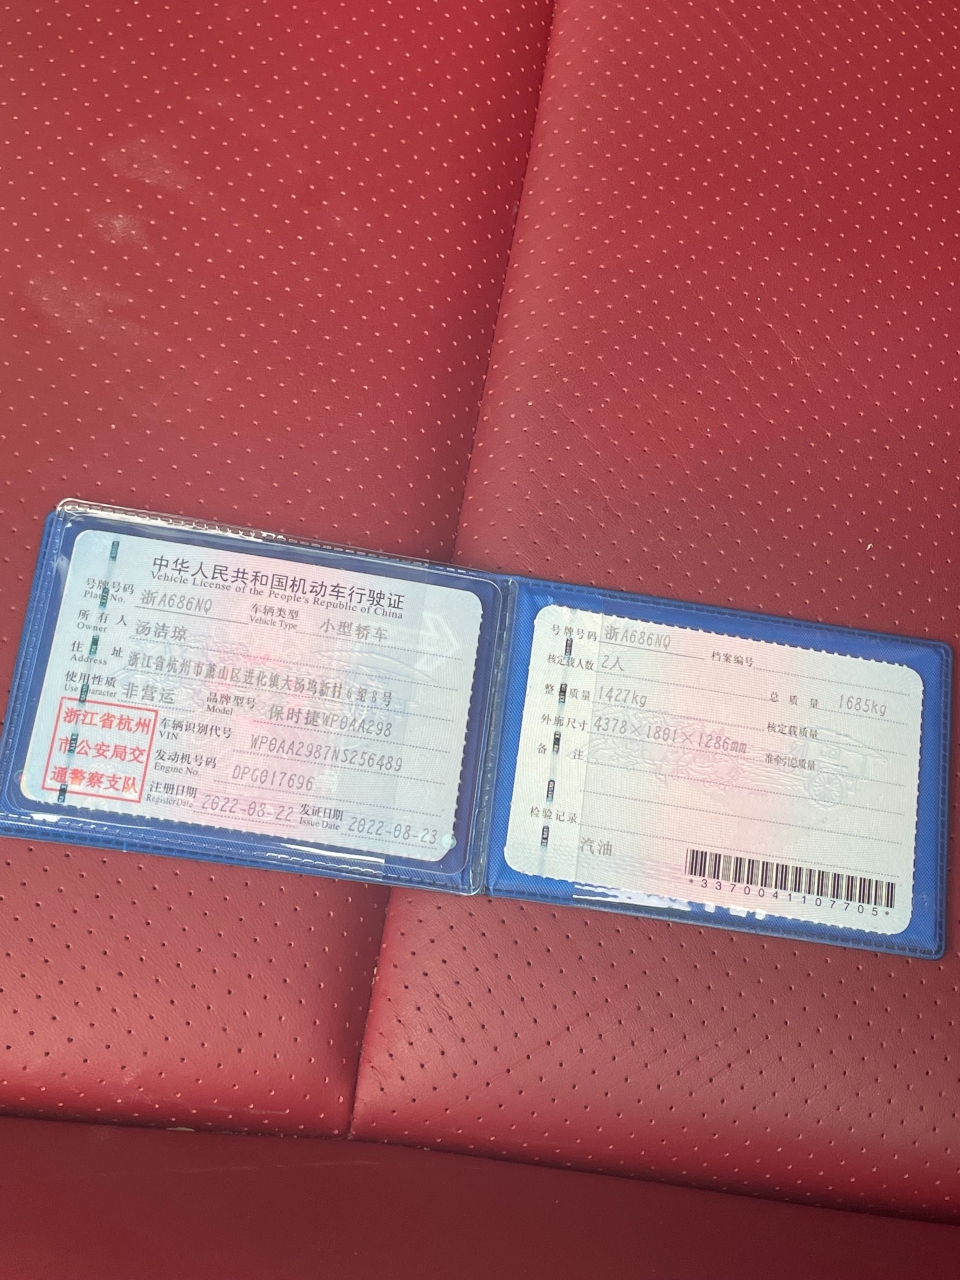 中华人民共和国机动车行驶证
Vehicle License of the People's Republic of China
号牌号码 浙A686NQ 车辆类型 小型轿车
Plate No. Vehicle Type
所有人 汤洁琼
Owner
住址 浙江省杭州市萧山区进化镇大汤坞新村6组8号
Address
使用性质 非营运 品牌型号 保时捷WP0AA298
Use Character Model
浙江省杭州
市公安局交
通警察支队
车辆识别代号 WP0AA2987NS256489
VIN
发动机号码 DPG017696
Engine No.
注册日期 2022-08-22 发证日期 2022-08-23
Register Date Issue Date
号牌号码 浙A686NQ 档案编号
核定载人数 2人 总质量 1685kg
整备质量 1427kg 核定载质量
外廓尺寸 4378×1801×1286mm 准牵引总质量
备注
检验记录
汽油
*3370041107705*